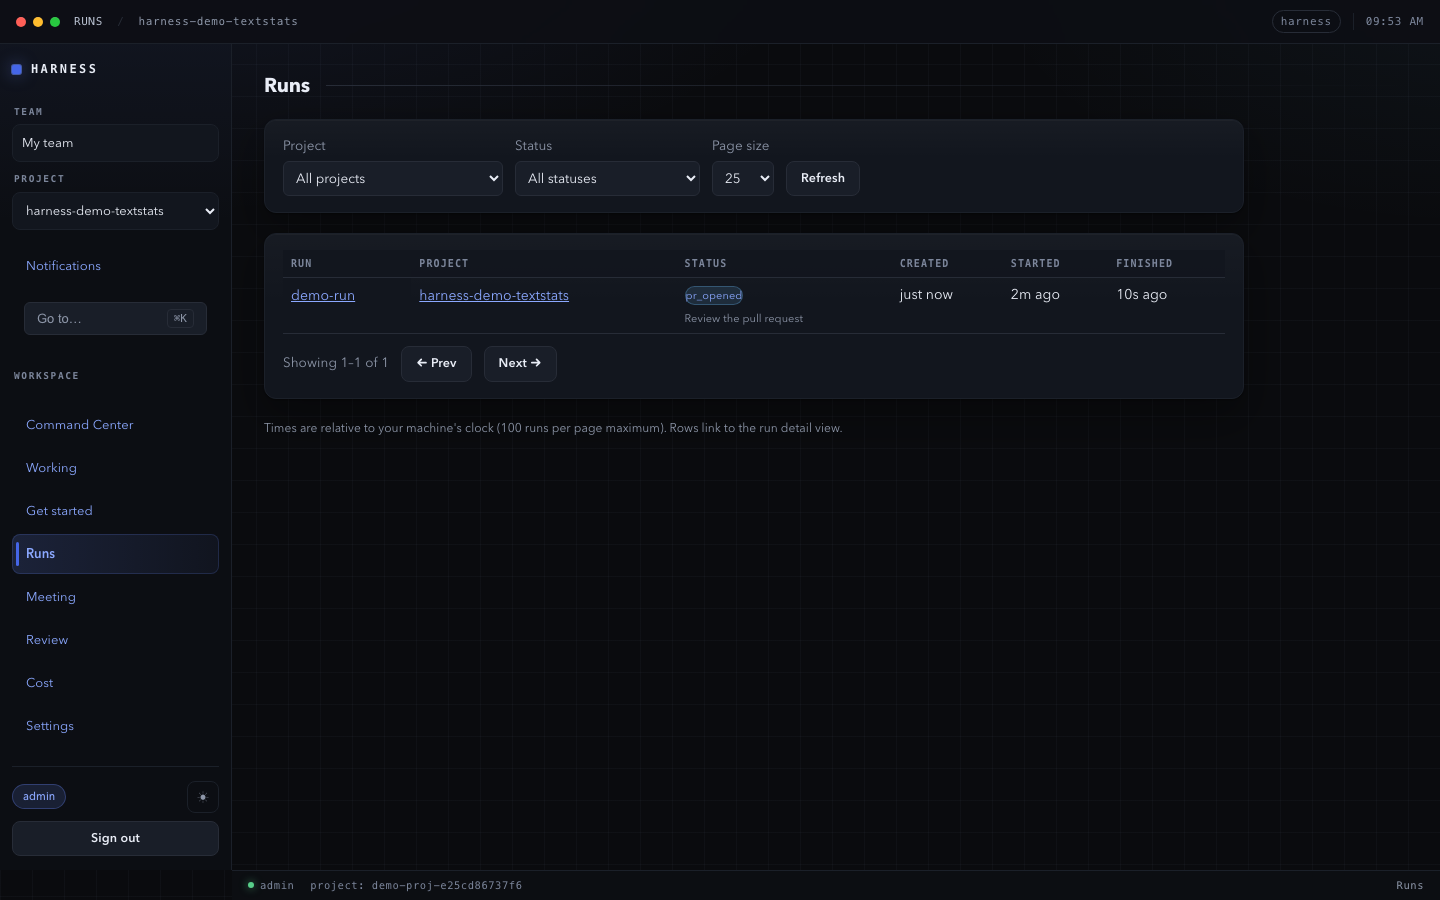 RUNS / harness-demo-textstats
harness 09:53 AM
HARNESS
TEAM
My team
PROJECT
harness-demo-textstats
Notifications
Go to… ⌘K
WORKSPACE
Command Center
Working
Get started
Runs
Meeting
Review
Cost
Settings
admin
Sign out
Runs
Project Status Page size
All projects All statuses 25 Refresh
RUN PROJECT STATUS CREATED STARTED FINISHED
demo-run harness-demo-textstats pr_opened just now 2m ago 10s ago
Review the pull request
Showing 1–1 of 1 ← Prev Next →
Times are relative to your machine's clock (100 runs per page maximum). Rows link to the run detail view.
admin project: demo-proj-e25cd86737f6 Runs